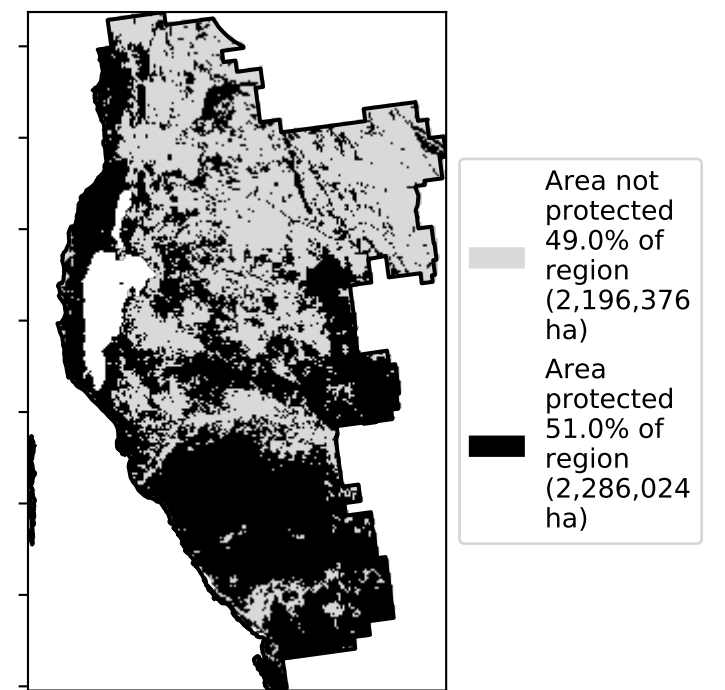 Area not
protected
49.0% of
region
(2,196,376
ha)
Area
protected
51.0% of
region
(2,286,024
ha)